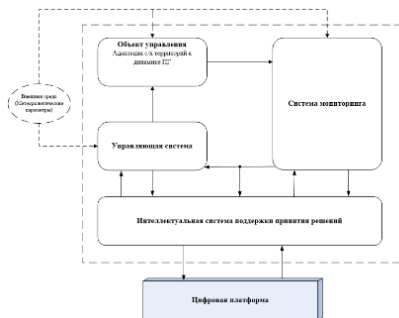 Объект управления
Адаптация с/х территорий к
динамике ПГ
Внешняя среда
(Метеорологические
параметры)
Система мониторинга
Управляющая система
Интеллектуальная система поддержки принятия решений
Цифровая платформа